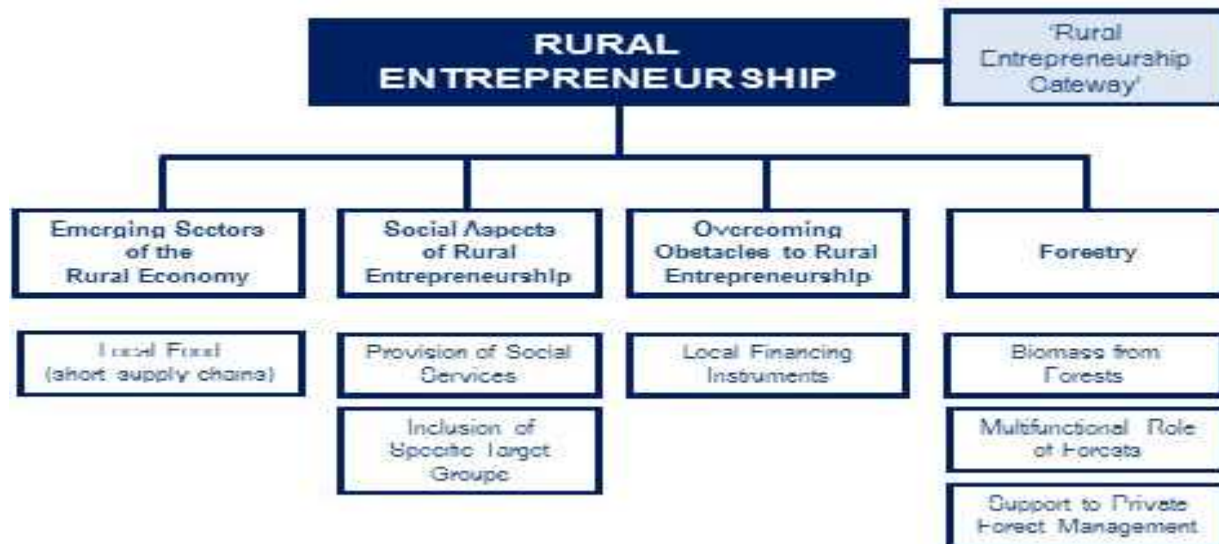 RURAL
ENTREPRENEURSHIP
'Rural
Entrepreneurship
Gateway'
Emerging Sectors
of the
Rural Economy
Social Aspects
of Rural
Entrepreneurship
Overcoming
Obstacles to Rural
Entrepreneurship
Forestry
Local Food
(short supply chains)
Provision of Social
Services
Inclusion of
Specific Target
Groups
Local Financing
Instruments
Biomass from
Forests
Multifunctional Role
of Forests
Support to Private
Forest Management